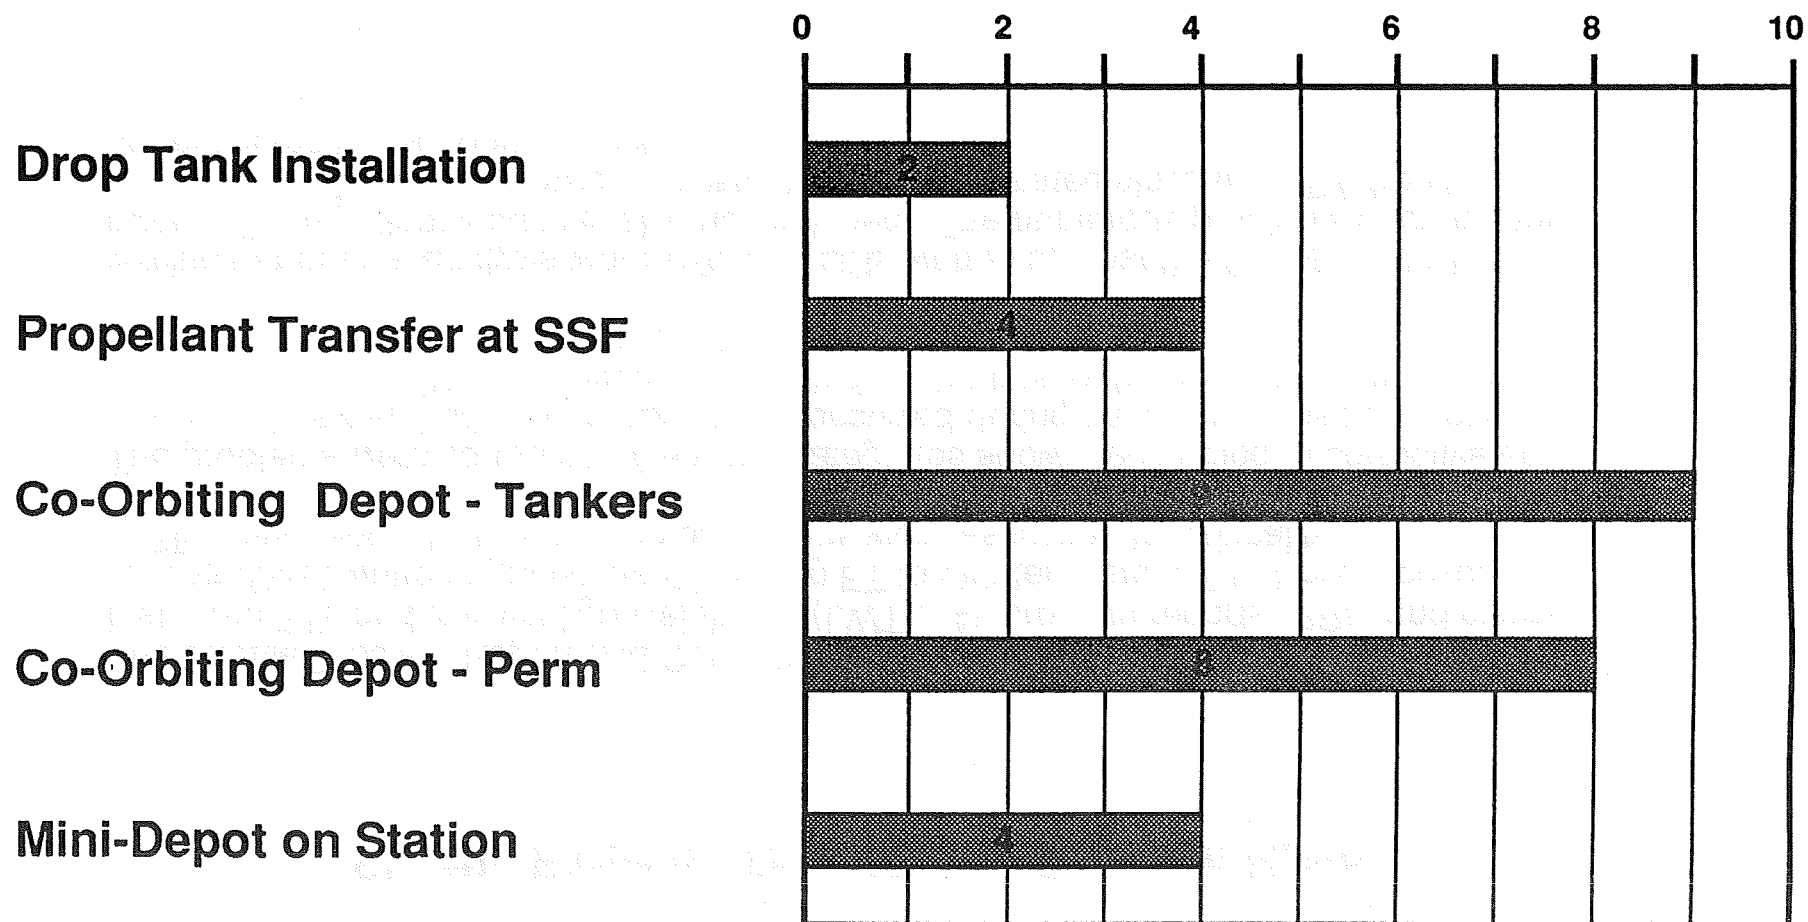 0 2 4 6 8 10
Drop Tank Installation 2
Propellant Transfer at SSF 4
Co-Orbiting Depot - Tankers 9
Co-Orbiting Depot - Perm 8
Mini-Depot on Station 4